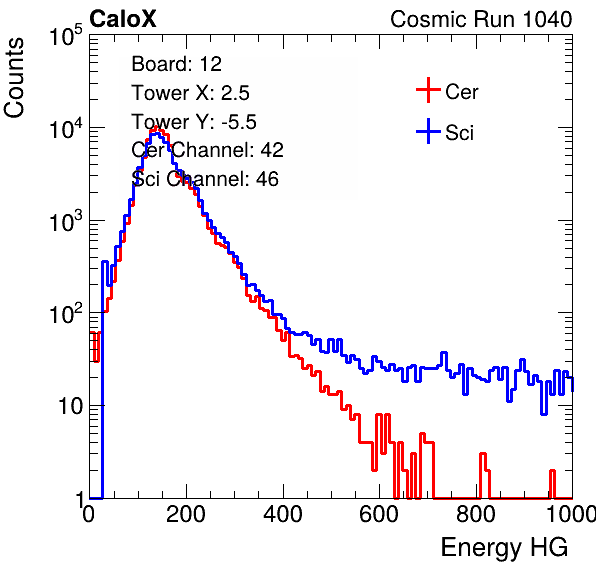 CaloX Cosmic Run 1040
Counts
10^5
10^4
10^3
10^2
10
1
Board: 12
Tower X: 2.5
Tower Y: -5.5
Cer Channel: 42
Sci Channel: 46
Cer
Sci
0 200 400 600 800 1000
Energy HG